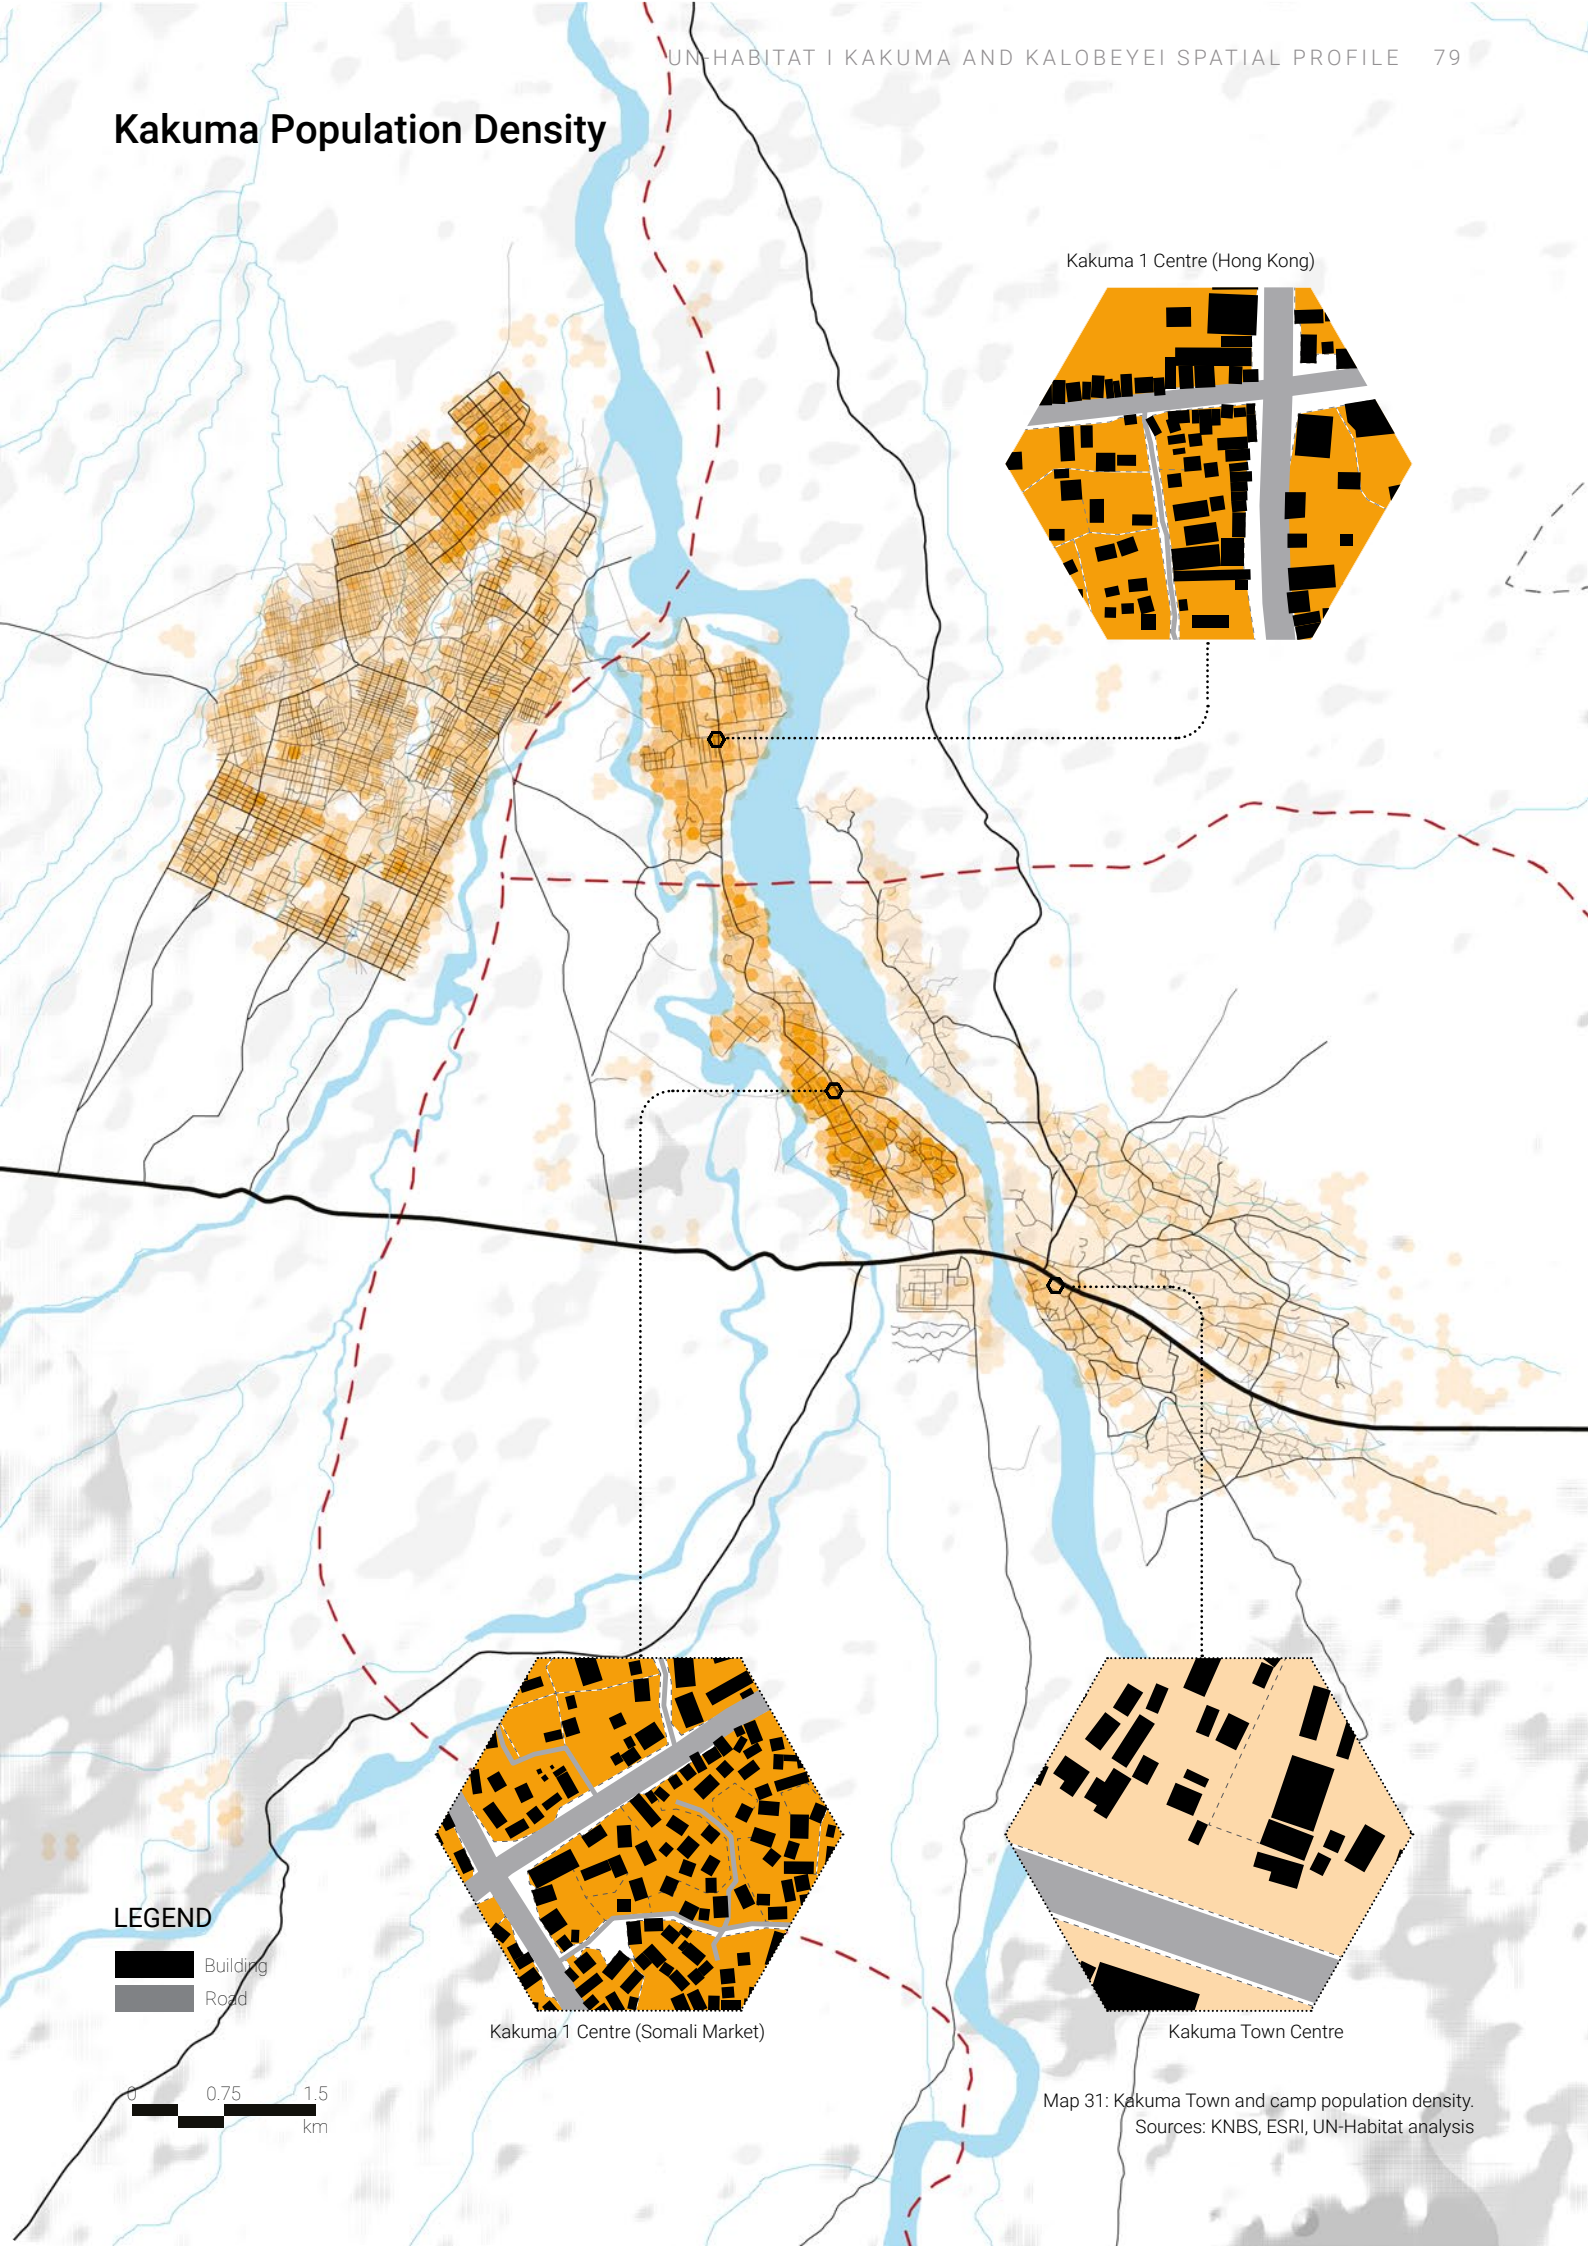 UN-HABITAT I KAKUMA AND KALOBEYEI SPATIAL PROFILE 79
Kakuma Population Density
Kakuma 1 Centre (Hong Kong)
LEGEND
Building
Road
Kakuma 1 Centre (Somali Market)
Kakuma Town Centre
0 0.75 1.5
km
Map 31: Kakuma Town and camp population density.
Sources: KNBS, ESRI, UN-Habitat analysis